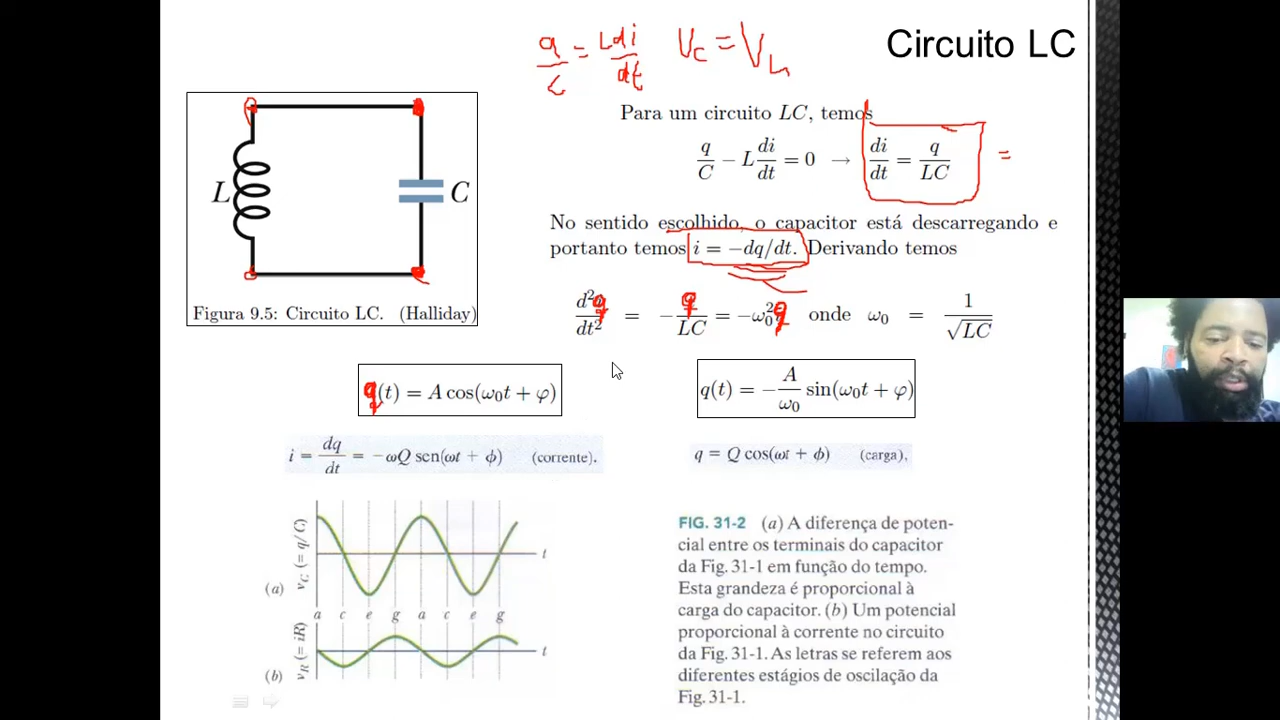 Circuito LC
q/C = L di/dt V_C = V_L
Para um circuito LC, temos
q/C − L di/dt = 0 → di/dt = q/LC =
L
C
No sentido escolhido, o capacitor está descarregando e
portanto temos i = −dq/dt. Derivando temos
Figura 9.5: Circuito LC. (Halliday)
d²q/dt² = − q/LC = −ω₀²q onde ω₀ = 1/√LC
q(t) = A cos(ω₀t + φ)
q(t) = − A/ω₀ sin(ω₀t + φ)
i = dq/dt = −ωQ sen(ωt + ϕ) (corrente).
q = Q cos(ωt + ϕ) (carga),
v_C (= q/C)
t
(a)
a c e g a c e g
v_R (= iR)
t
(b)
FIG. 31-2 (a) A diferença de poten-
cial entre os terminais do capacitor
da Fig. 31-1 em função do tempo.
Esta grandeza é proporcional à
carga do capacitor. (b) Um potencial
proporcional à corrente no circuito
da Fig. 31-1. As letras se referem aos
diferentes estágios de oscilação da
Fig. 31-1.